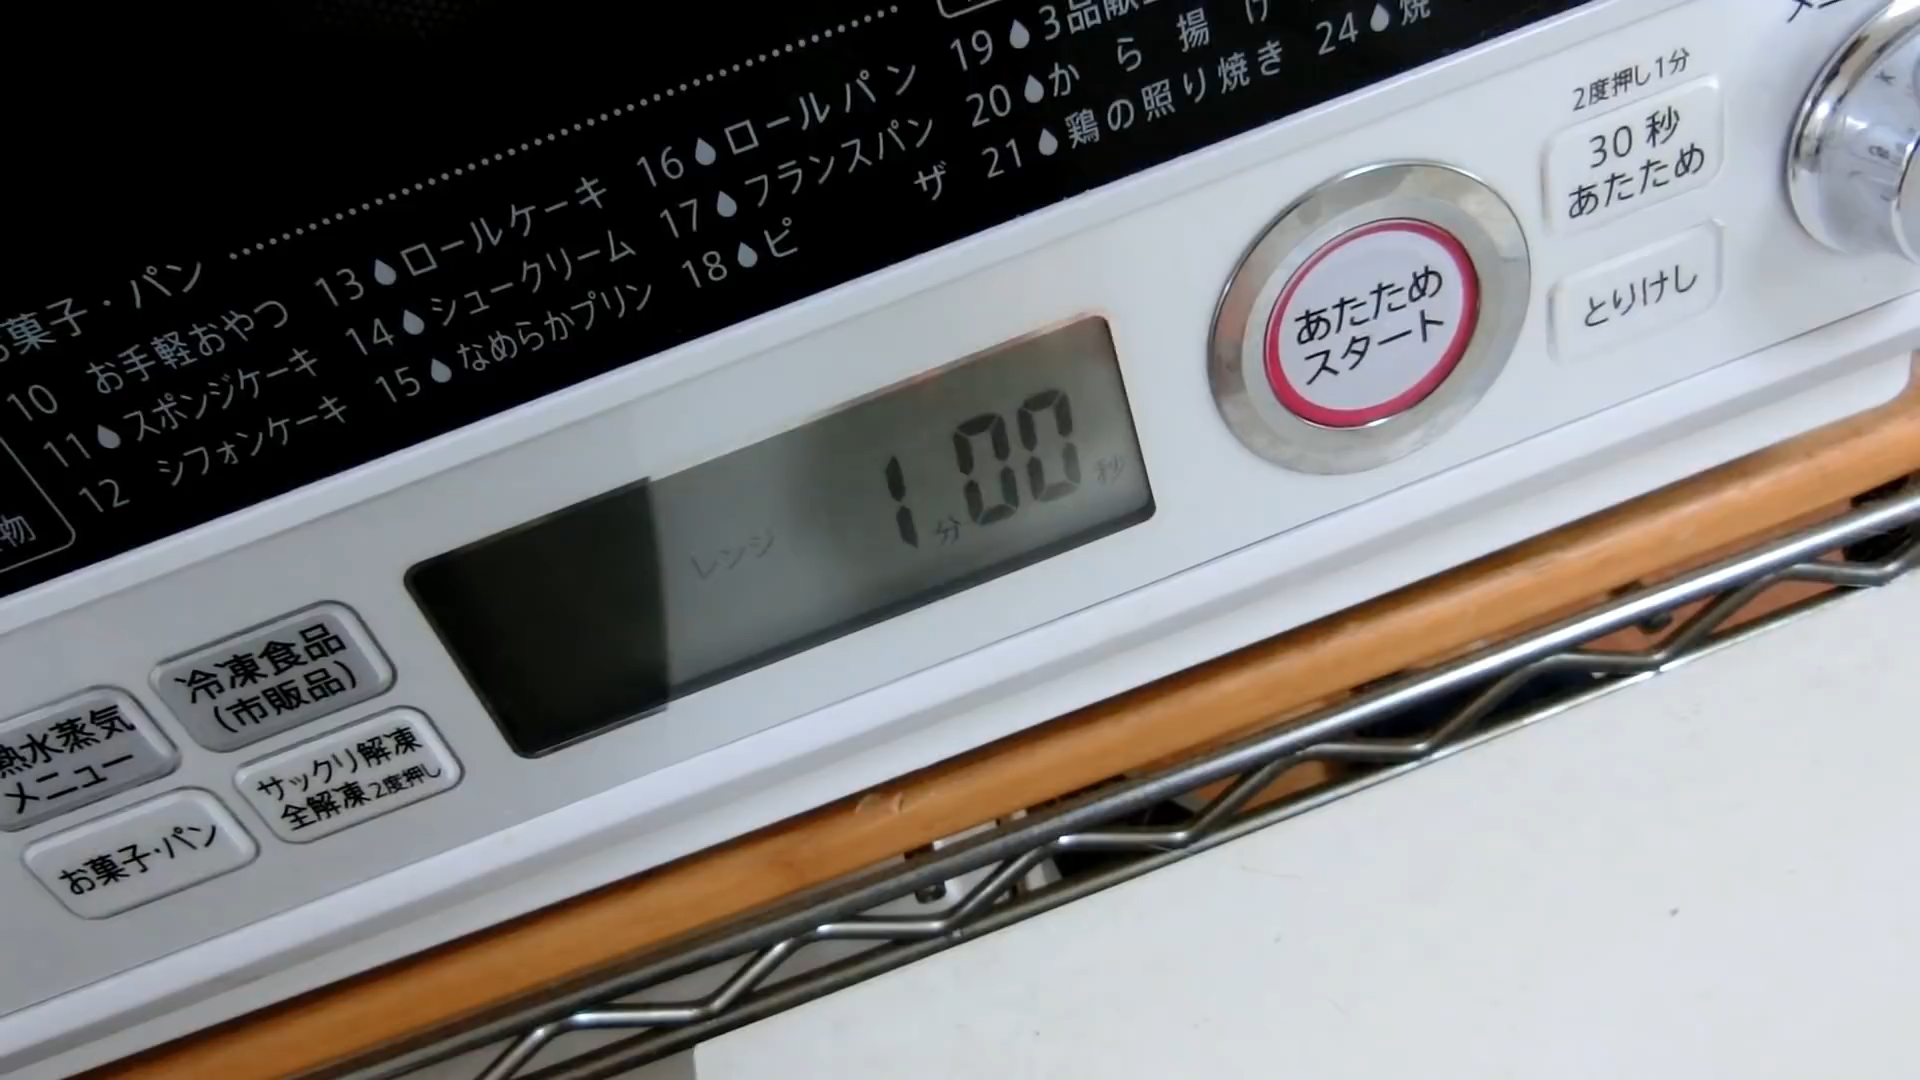 お菓子・パン
10 お手軽おやつ
11 スポンジケーキ
12 シフォンケーキ
13 ロールケーキ
14 シュークリーム
15 なめらかプリン
16 ロールパン
17 フランスパン
18 ピザ
19 3品献
20 から揚げ
21 鶏の照り焼き
24 焼
物
2度押し1分
30秒
あたため
とりけし
あたため
スタート
レンジ 1分00秒
冷凍食品
(市販品)
熱水蒸気
メニュー
サックリ解凍
全解凍2度押し
お菓子・パン